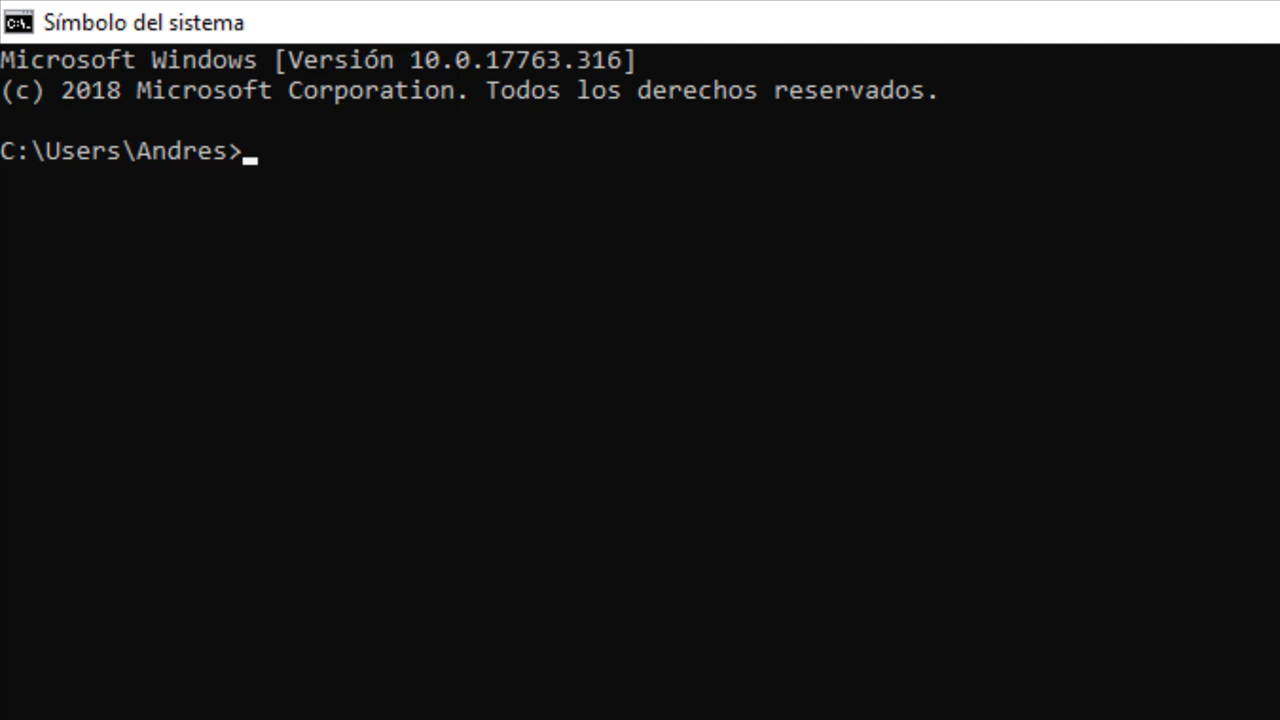 Símbolo del sistema
Microsoft Windows [Versión 10.0.17763.316]
(c) 2018 Microsoft Corporation. Todos los derechos reservados.
C:\Users\Andres>